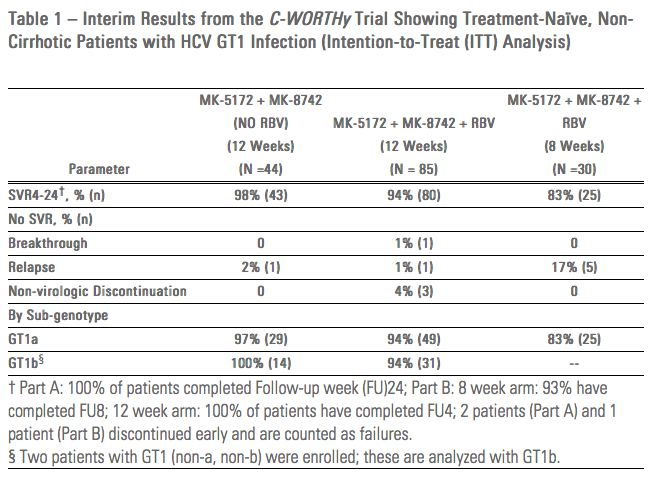 Table 1 – Interim Results from the C-WORTHy Trial Showing Treatment-Naïve, Non-
Cirrhotic Patients with HCV GT1 Infection (Intention-to-Treat (ITT) Analysis)
Parameter MK-5172 + MK-8742 (NO RBV) (12 Weeks) (N =44) MK-5172 + MK-8742 + RBV (12 Weeks) (N = 85) MK-5172 + MK-8742 + RBV (8 Weeks) (N =30)
SVR4-24†, % (n) 98% (43) 94% (80) 83% (25)
No SVR, % (n)
Breakthrough 0 1% (1) 0
Relapse 2% (1) 1% (1) 17% (5)
Non-virologic Discontinuation 0 4% (3) 0
By Sub-genotype
GT1a 97% (29) 94% (49) 83% (25)
GT1b§ 100% (14) 94% (31) --
† Part A: 100% of patients completed Follow-up week (FU)24; Part B: 8 week arm: 93% have
completed FU8; 12 week arm: 100% of patients have completed FU4; 2 patients (Part A) and 1
patient (Part B) discontinued early and are counted as failures.
§ Two patients with GT1 (non-a, non-b) were enrolled; these are analyzed with GT1b.